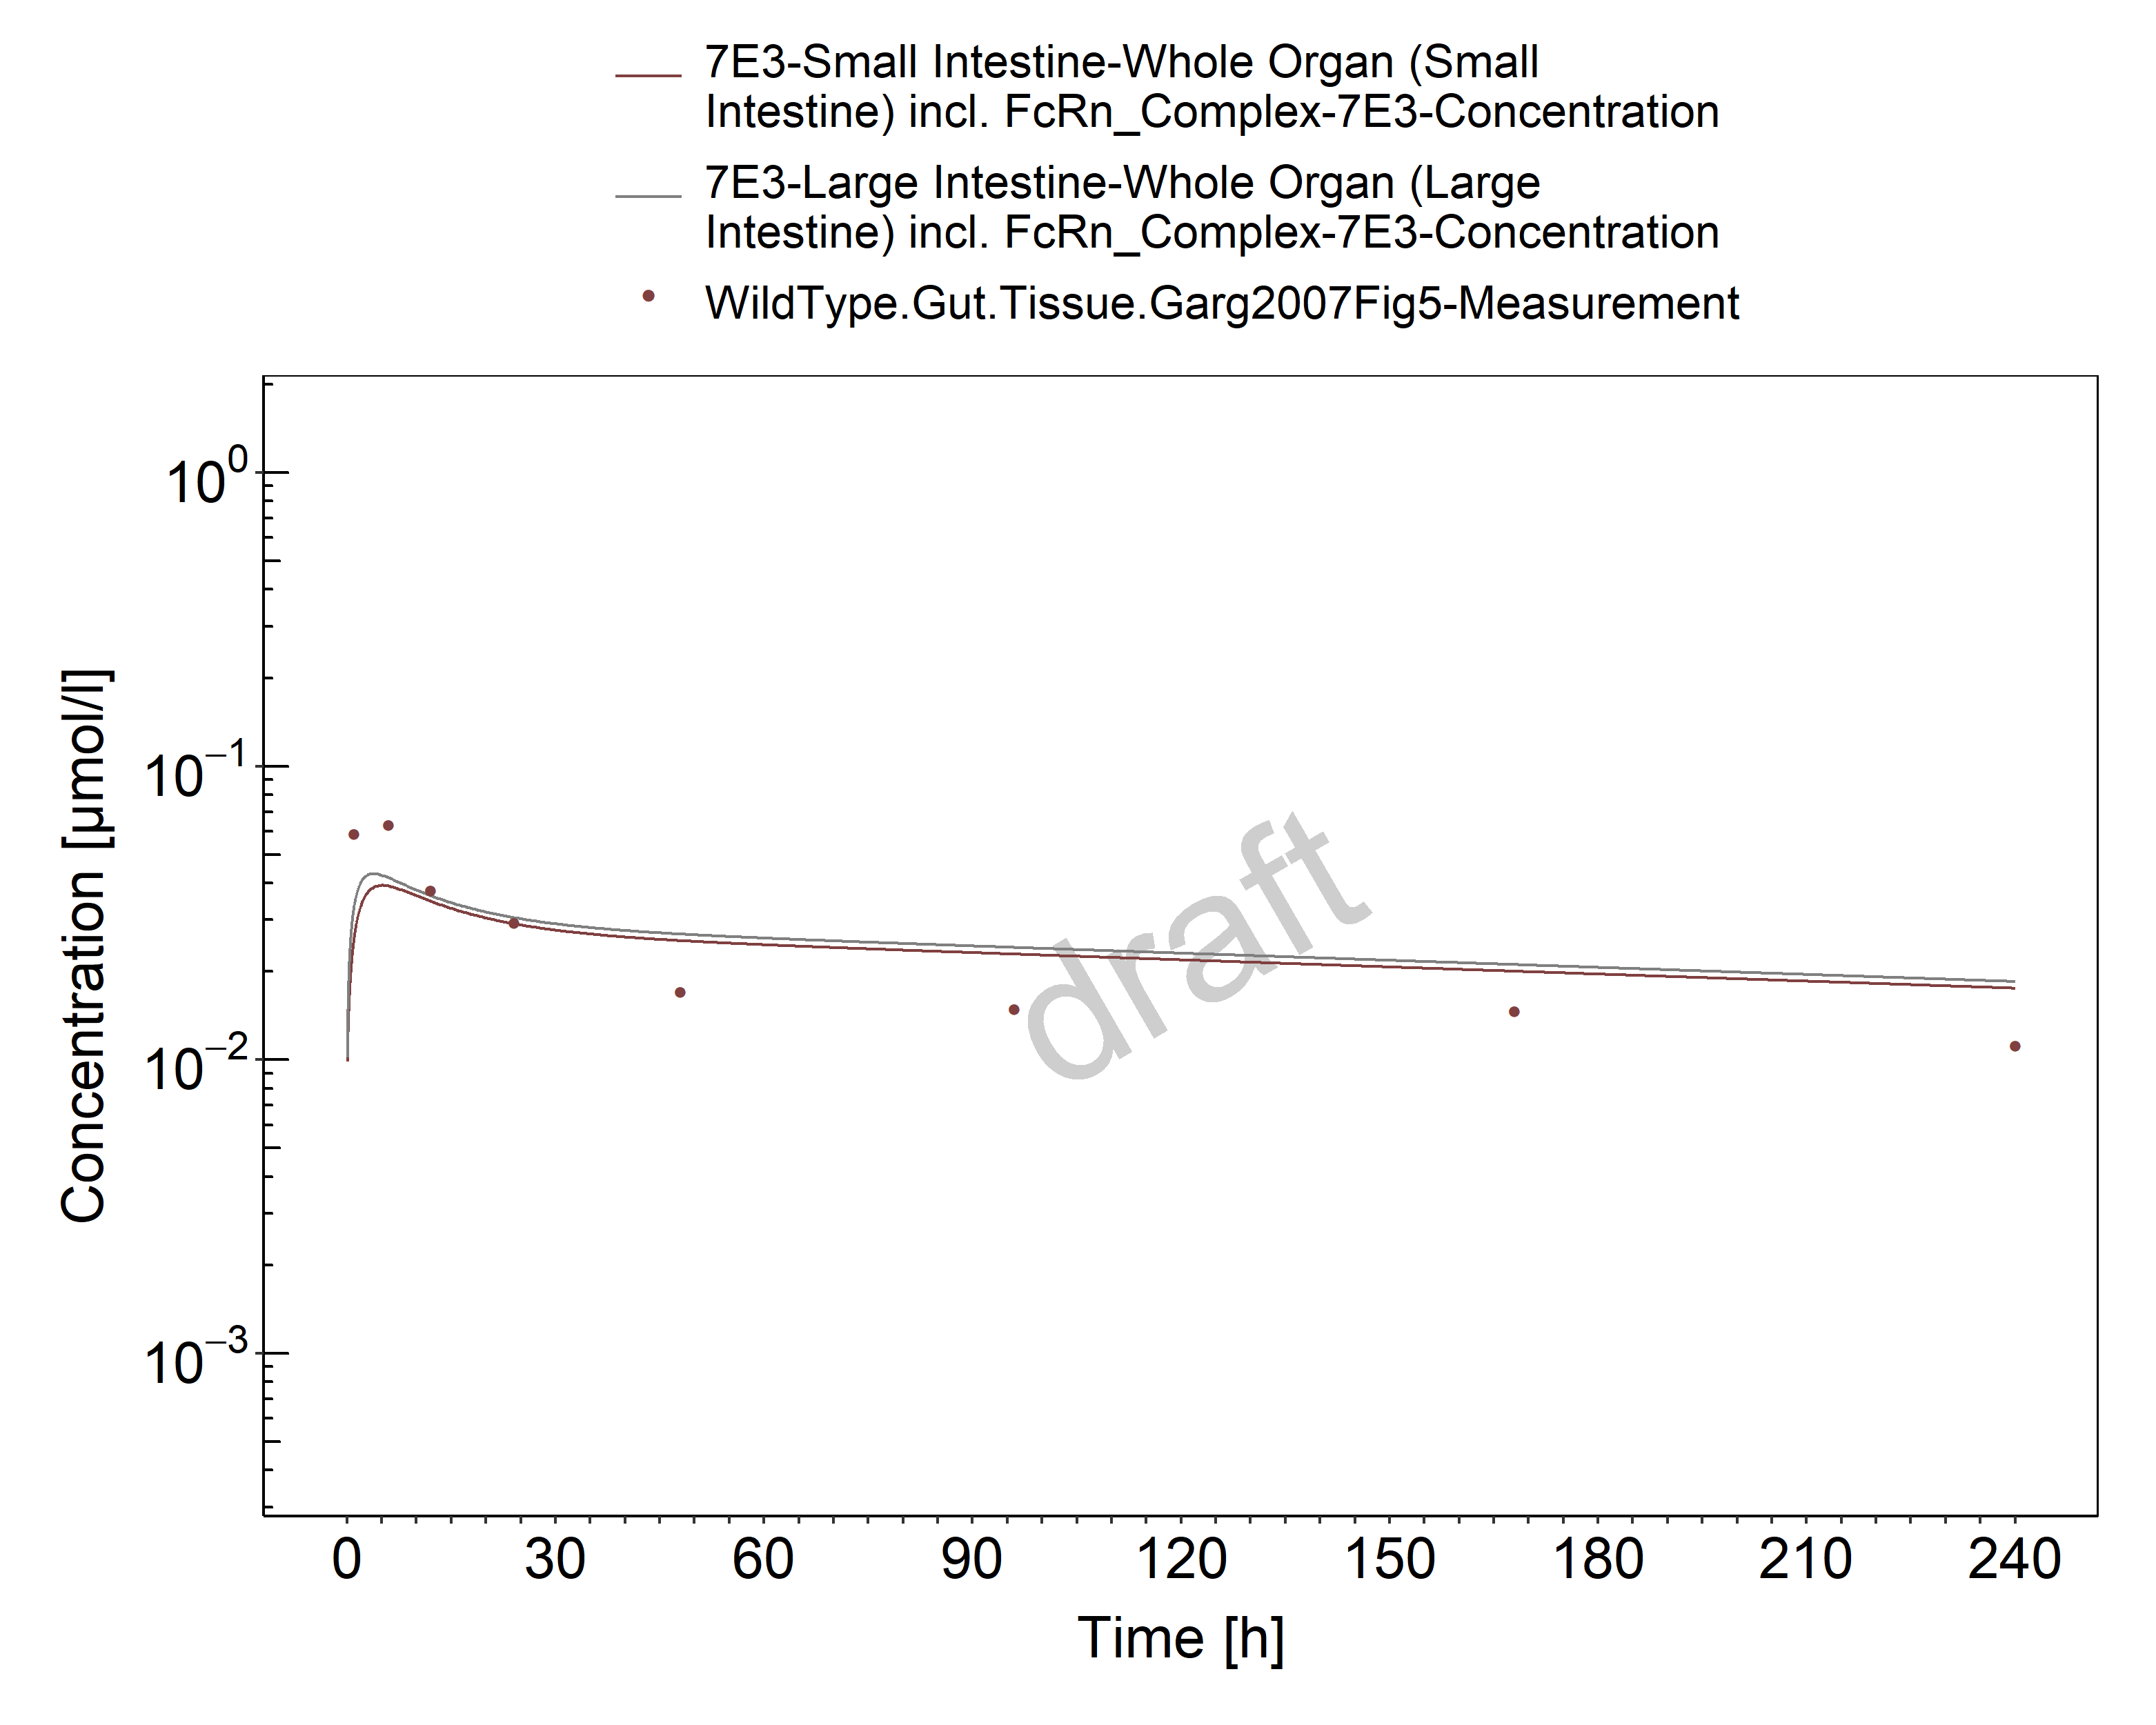 7E3-Small Intestine-Whole Organ (Small
Intestine) incl. FcRn_Complex-7E3-Concentration
7E3-Large Intestine-Whole Organ (Large
Intestine) incl. FcRn_Complex-7E3-Concentration
WildType.Gut.Tissue.Garg2007Fig5-Measurement
Concentration [µmol/l]
10⁰
10⁻¹
10⁻²
10⁻³
draft
0 30 60 90 120 150 180 210 240
Time [h]